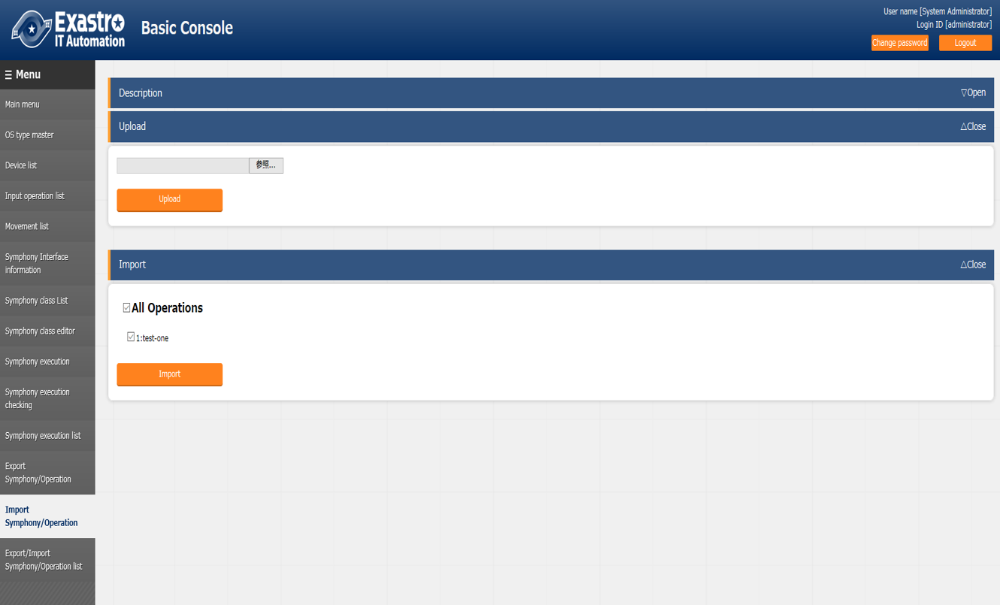 Exastro
IT Automation
Basic Console
User name [System Administrator]
Login ID [administrator]
Change password
Logout
Menu
Main menu
OS type master
Device list
Input operation list
Movement list
Symphony Interface
information
Symphony class List
Symphony class editor
Symphony execution
Symphony execution
checking
Symphony execution list
Export
Symphony/Operation
Import
Symphony/Operation
Export/Import
Symphony/Operation list
Description
▽Open
Upload
△Close
参照...
Upload
Import
△Close
All Operations
1:test-one
Import